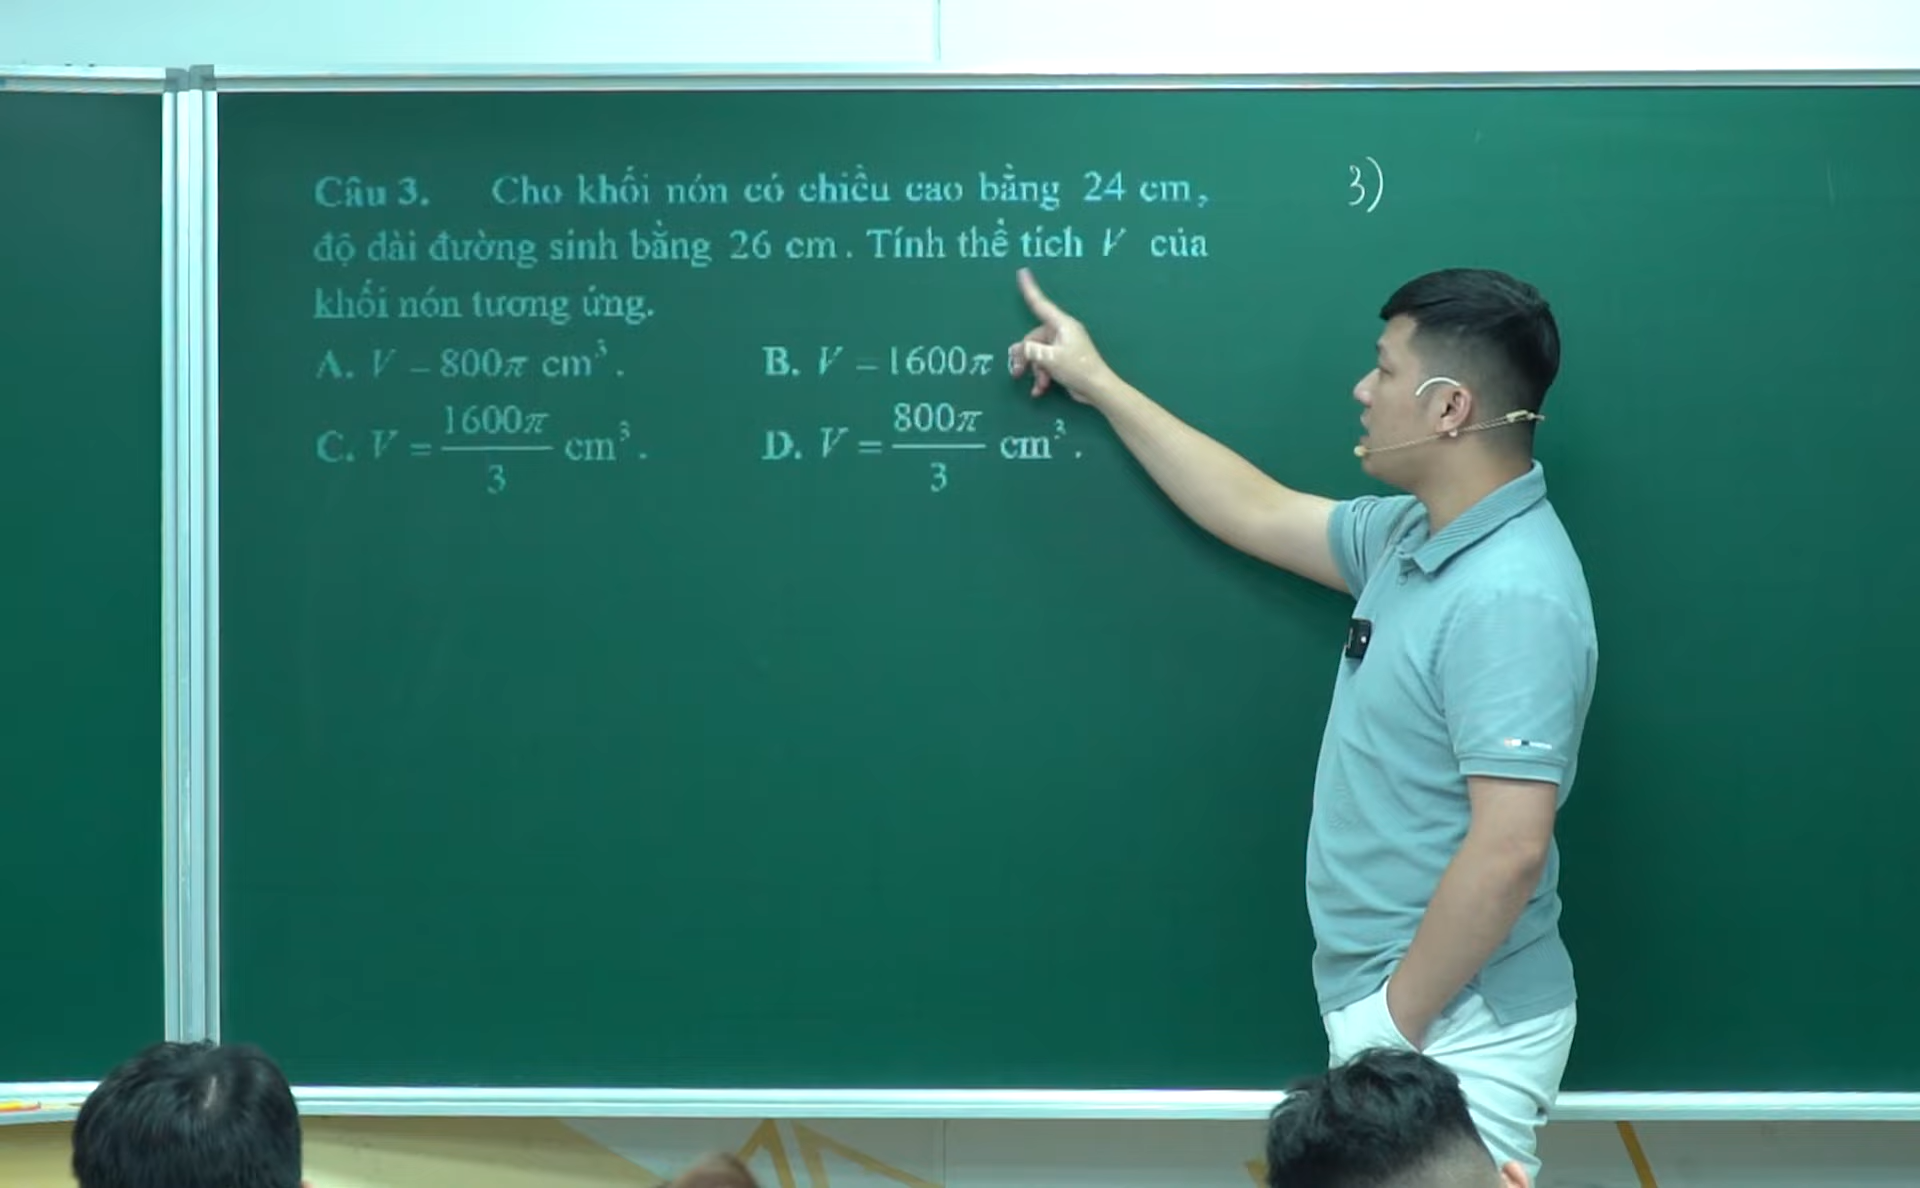 Câu 3. Cho khối nón có chiều cao bằng 24 cm,
độ dài đường sinh bằng 26 cm. Tính thể tích V của
khối nón tương ứng.
A. V = 800π cm³. B. V = 1600π
C. V = 1600π/3 cm³. D. V = 800π/3 cm³.
3)